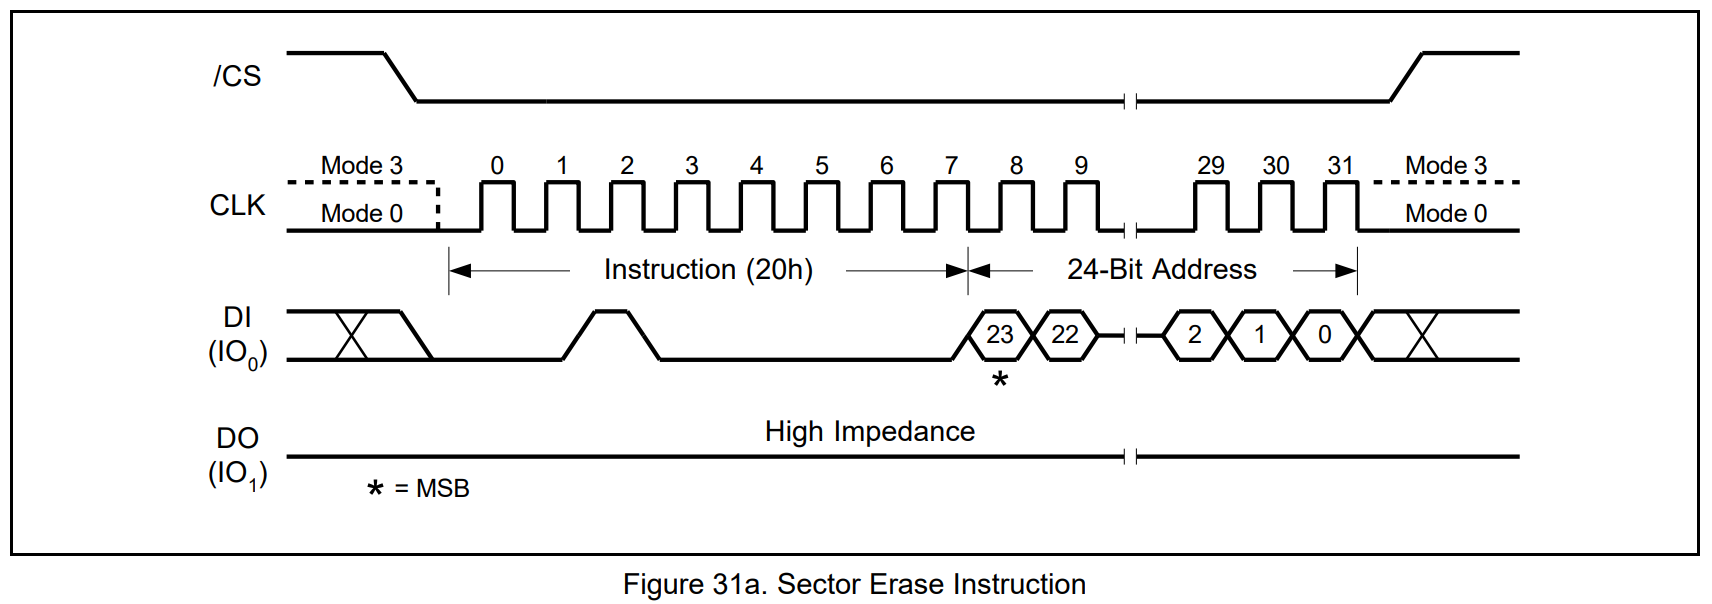 /CS
Mode 3 0 1 2 3 4 5 6 7 8 9 29 30 31 Mode 3
CLK
Mode 0 Mode 0
Instruction (20h) 24-Bit Address
DI
(IO0) 23 22 2 1 0
*
High Impedance
DO
(IO1)
* = MSB
Figure 31a. Sector Erase Instruction